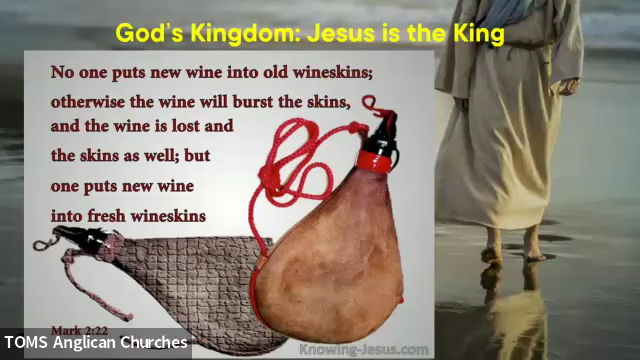 God's Kingdom: Jesus is the King
No one puts new wine into old wineskins;
otherwise the wine will burst the skins,
and the wine is lost and
the skins as well; but
one puts new wine
into fresh wineskins
Mark 2:22
TOMS Anglican Churches
Knowing-Jesus.com